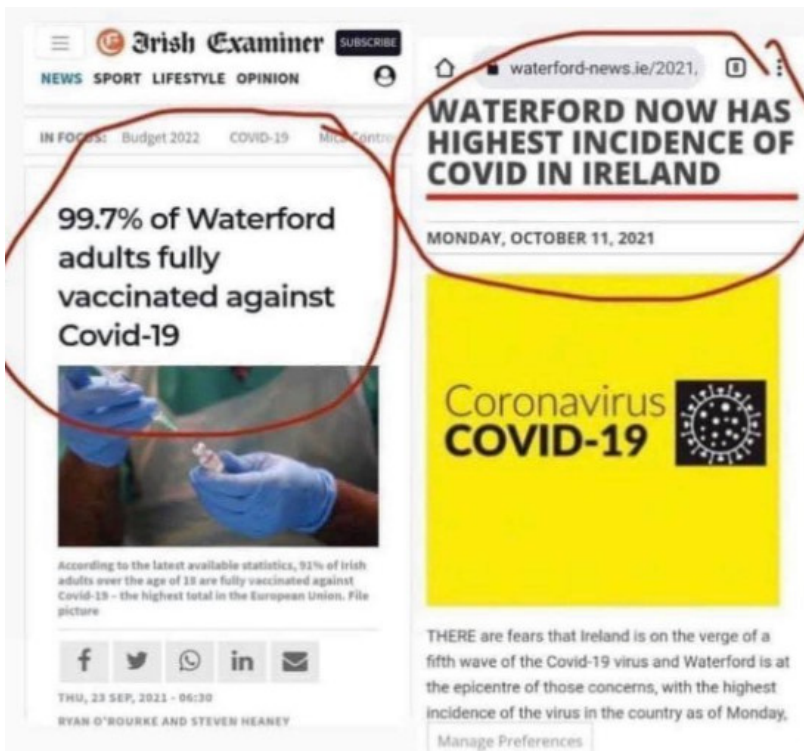 Irish Examiner SUBSCRIBE
NEWS SPORT LIFESTYLE OPINION
IN FOCUS: Budget 2022 COVID-19 Mica
99.7% of Waterford
adults fully
vaccinated against
Covid-19
According to the latest available statistics, 91% of Irish
adults over the age of 18 are fully vaccinated against
Covid-19 – the highest total in the European Union. File
picture
f in
THU, 23 SEP, 2021 - 06:30
RYAN O'ROURKE AND STEVEN HEANEY
waterford-news.ie/2021,
WATERFORD NOW HAS
HIGHEST INCIDENCE OF
COVID IN IRELAND
MONDAY, OCTOBER 11, 2021
Coronavirus
COVID-19
THERE are fears that Ireland is on the verge of a
fifth wave of the Covid-19 virus and Waterford is at
the epicentre of those concerns, with the highest
incidence of the virus in the country as of Monday,
Manage Preferences